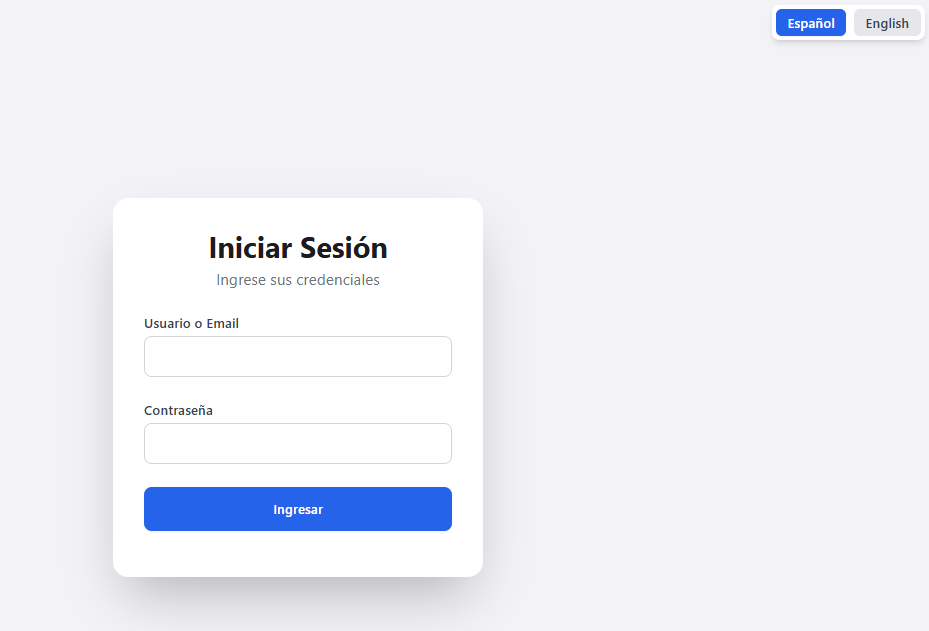 Español English
Iniciar Sesión
Ingrese sus credenciales
Usuario o Email
Contraseña
Ingresar